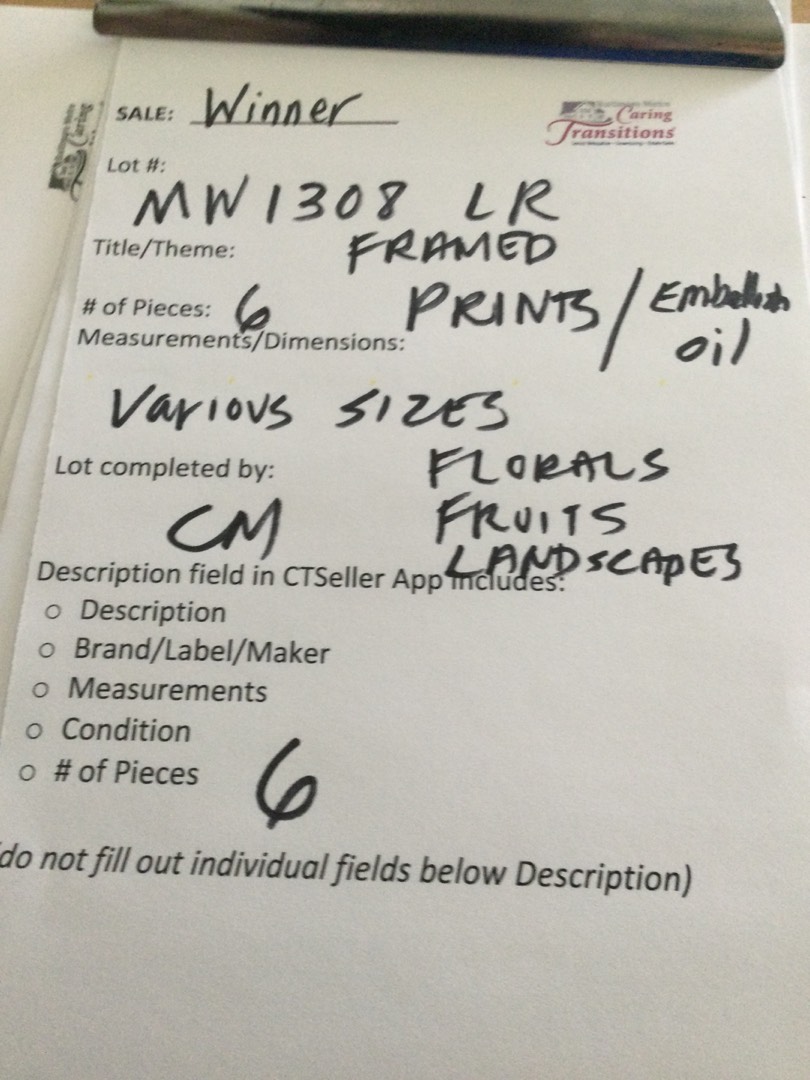 SALE: Winner
Caring
Transitions
Lot #:
MW1308 LR
Title/Theme: FRAMED
# of Pieces: 6 PRINTS / Embellish
oil
Measurements/Dimensions:
Various SIZES
Lot completed by: FLORALS
CM FRUITS
LANDSCAPES
Description field in CTSeller App includes:
○ Description
○ Brand/Label/Maker
○ Measurements
○ Condition
○ # of Pieces 6
(do not fill out individual fields below Description)